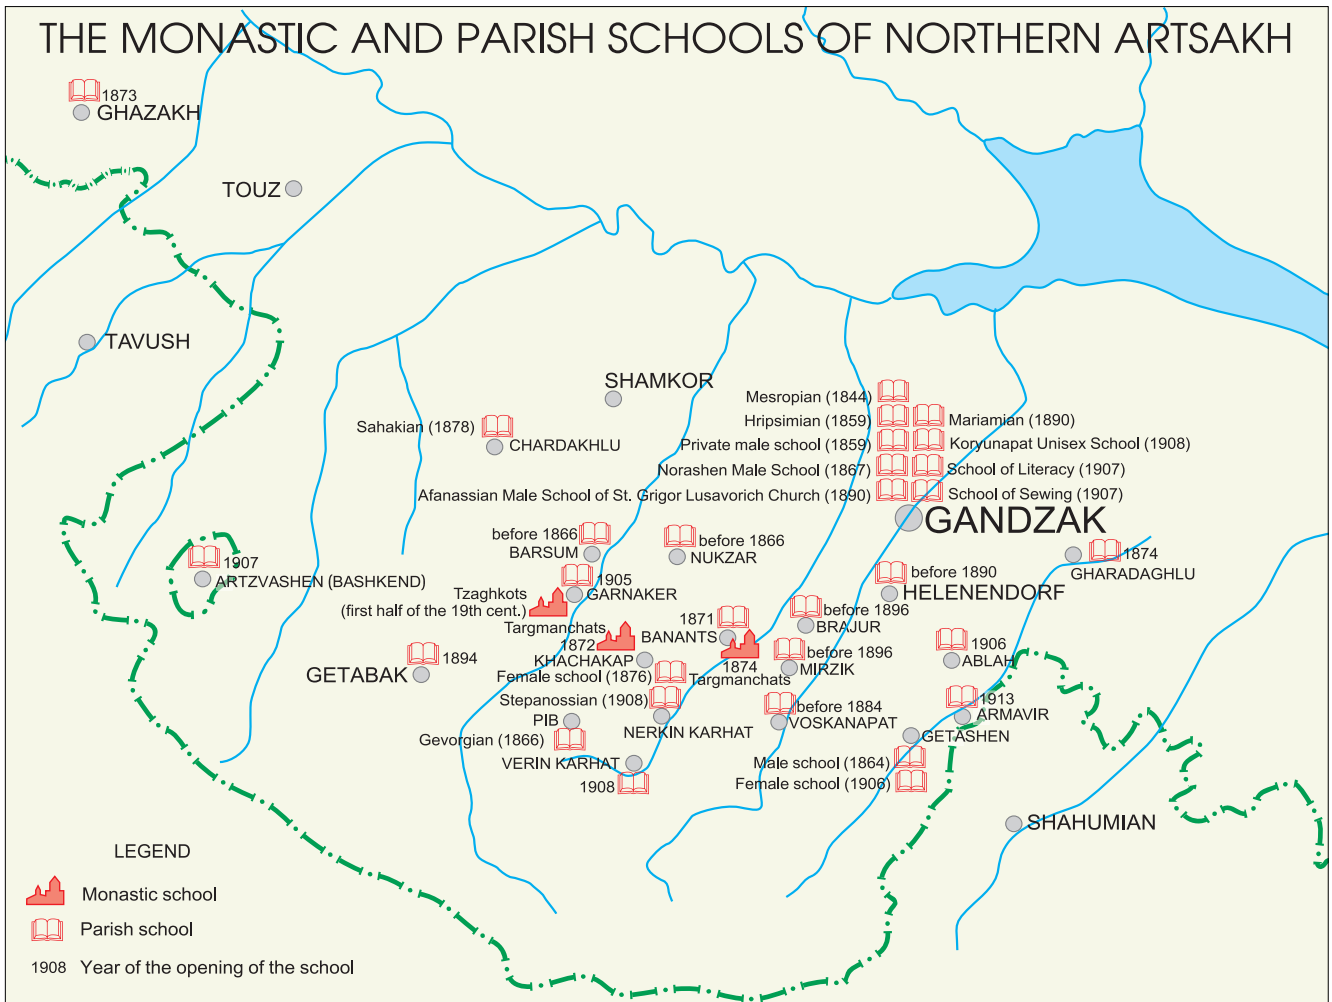 THE MONASTIC AND PARISH SCHOOLS OF NORTHERN ARTSAKH
1873
GHAZAKH
TOUZ
TAVUSH
SHAMKOR
Sahakian (1878)
CHARDAKHLU
Mesropian (1844)
Hripsimian (1859)
Mariamian (1890)
Private male school (1859)
Koryunapat Unisex School (1908)
Norashen Male School (1867)
School of Literacy (1907)
Afanassian Male School of St. Grigor Lusavorich Church (1890)
School of Sewing (1907)
GANDZAK
before 1866
BARSUM
before 1866
NUKZAR
1874
GHARADAGHLU
1907
ARTZVASHEN (BASHKEND)
1905
GARNAKER
Tzaghkots
(first half of the 19th cent.)
before 1890
HELENENDORF
Targmanchats
1872
KHACHAKAP
Female school (1876)
1871
BANANTS
1874
Targmanchats
before 1896
BRAJUR
before 1896
MIRZIK
1906
ABLAH
1894
GETABAK
Stepanossian (1908)
NERKIN KARHAT
before 1884
VOSKANAPAT
1913
ARMAVIR
PIB
Gevorgian (1866)
GETASHEN
Male school (1864)
Female school (1906)
VERIN KARHAT
1908
SHAHUMIAN
LEGEND
Monastic school
Parish school
1908 Year of the opening of the school